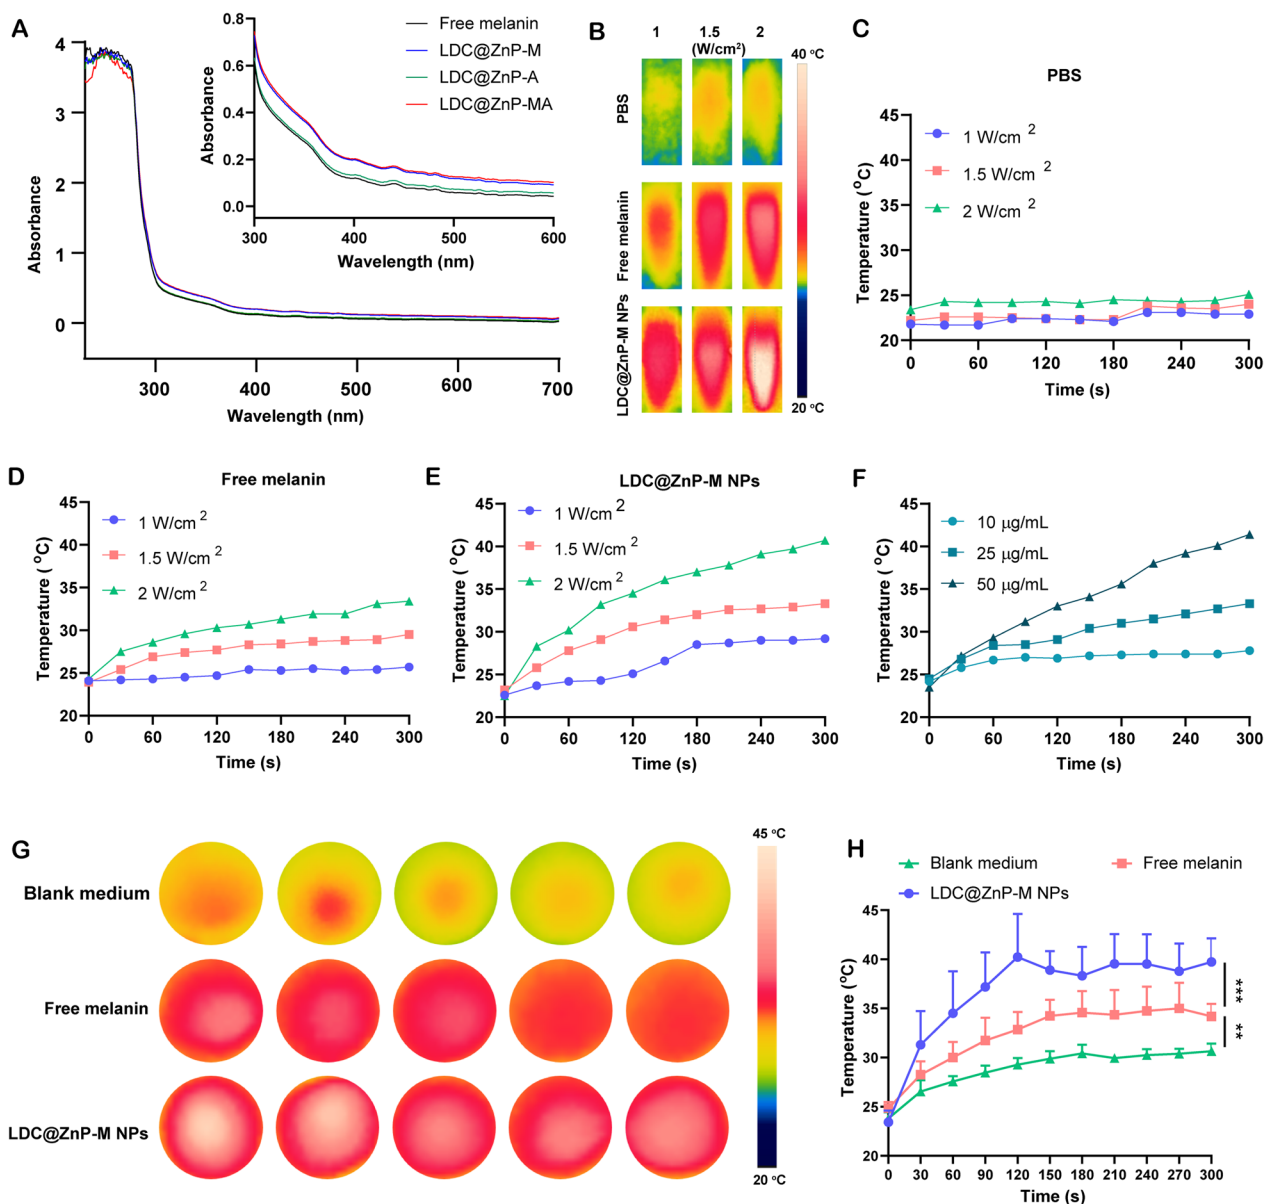 A
Absorbance
4
3
2
1
0
300 400 500 600 700
Wavelength (nm)
Absorbance
0.8
0.6
0.4
0.2
0.0
300 400 500 600
Wavelength (nm)
Free melanin
LDC@ZnP-M
LDC@ZnP-A
LDC@ZnP-MA
B
1 1.5 2
(W/cm²)
PBS
Free melanin
LDC@ZnP-M NPs
40 °C
20 °C
C
PBS
1 W/cm 2
1.5 W/cm 2
2 W/cm 2
Temperature ( °C)
45
40
35
30
25
20
0 60 120 180 240 300
Time (s)
D
Free melanin
1 W/cm 2
1.5 W/cm 2
2 W/cm 2
Temperature ( °C)
45
40
35
30
25
20
0 60 120 180 240 300
Time (s)
E
LDC@ZnP-M NPs
1 W/cm 2
1.5 W/cm 2
2 W/cm 2
Temperature ( °C)
45
40
35
30
25
20
0 60 120 180 240 300
Time (s)
F
10 μg/mL
25 μg/mL
50 μg/mL
Temperature ( °C)
45
40
35
30
25
20
0 60 120 180 240 300
Time (s)
G
Blank medium
Free melanin
LDC@ZnP-M NPs
45 °C
20 °C
H
Blank medium Free melanin
LDC@ZnP-M NPs
Temperature (°C)
45
40
35
30
25
20
0 30 60 90 120 150 180 210 240 270 300
Time (s)
***
**